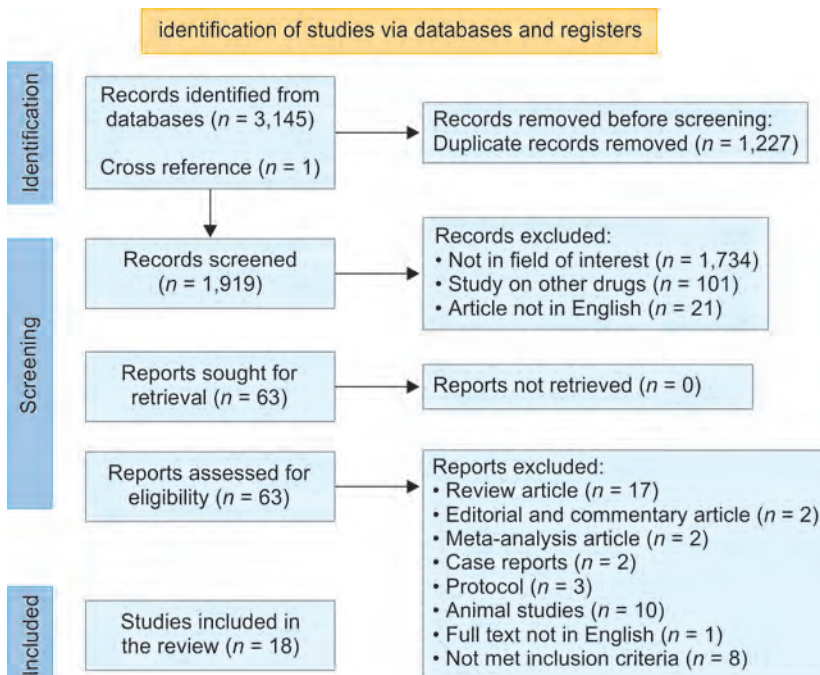 identification of studies via databases and registers
Identification
Records identified from
databases (n = 3,145)
Cross reference (n = 1)
Records removed before screening:
Duplicate records removed (n = 1,227)
Screening
Records screened
(n = 1,919)
Records excluded:
• Not in field of interest (n = 1,734)
• Study on other drugs (n = 101)
• Article not in English (n = 21)
Reports sought for
retrieval (n = 63)
Reports not retrieved (n = 0)
Reports assessed for
eligibility (n = 63)
Reports excluded:
• Review article (n = 17)
• Editorial and commentary article (n = 2)
• Meta-analysis article (n = 2)
• Case reports (n = 2)
• Protocol (n = 3)
• Animal studies (n = 10)
• Full text not in English (n = 1)
• Not met inclusion criteria (n = 8)
Included
Studies included in
the review (n = 18)